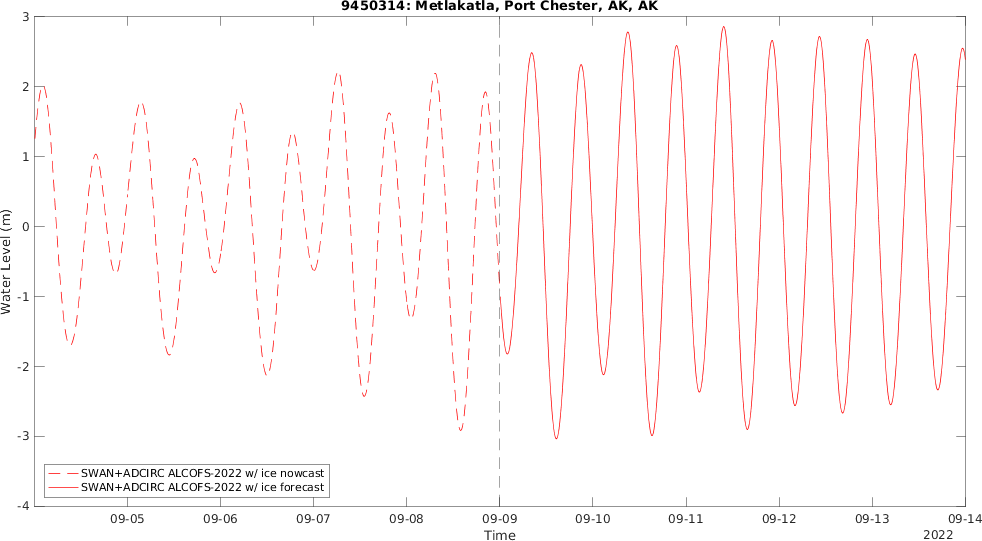 9450314: Metlakatla, Port Chester, AK, AK
3
2
1
0
-1
-2
-3
-4
Water Level (m)
SWAN+ADCIRC ALCOFS-2022 w/ ice nowcast
SWAN+ADCIRC ALCOFS-2022 w/ ice forecast
09-05 09-06 09-07 09-08 09-09 09-10 09-11 09-12 09-13 09-14
Time
2022